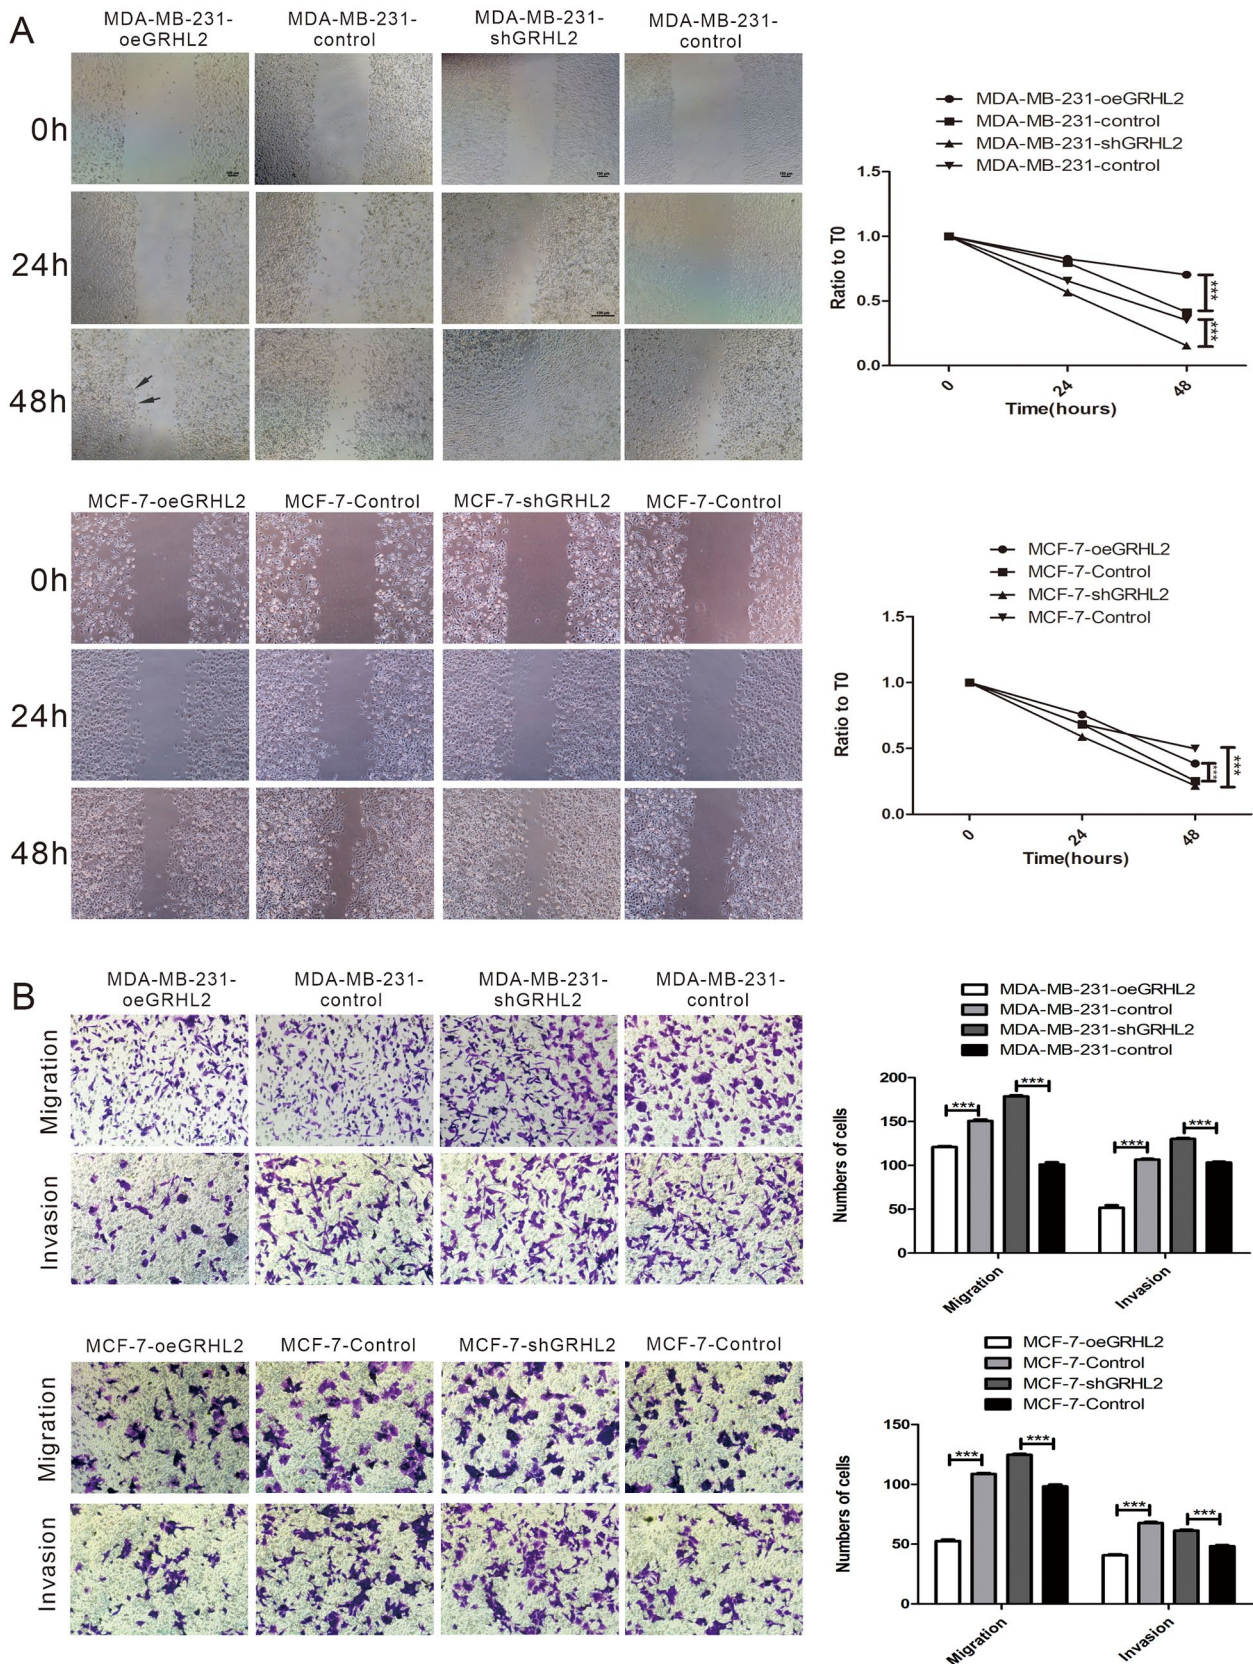 A
MDA-MB-231-
oeGRHL2
MDA-MB-231-
control
MDA-MB-231-
shGRHL2
MDA-MB-231-
control
0h
24h
48h
MDA-MB-231-oeGRHL2
MDA-MB-231-control
MDA-MB-231-shGRHL2
MDA-MB-231-control
1.5
1.0
0.5
0.0
Ratio to T0
***
***
0
24
48
Time(hours)
MCF-7-oeGRHL2
MCF-7-Control
MCF-7-shGRHL2
MCF-7-Control
0h
24h
48h
MCF-7-oeGRHL2
MCF-7-Control
MCF-7-shGRHL2
MCF-7-Control
1.5
1.0
0.5
0.0
Ratio to T0
***
0
24
48
Time(hours)
B
MDA-MB-231-
oeGRHL2
MDA-MB-231-
control
MDA-MB-231-
shGRHL2
MDA-MB-231-
control
Migration
Invasion
MDA-MB-231-oeGRHL2
MDA-MB-231-control
MDA-MB-231-shGRHL2
MDA-MB-231-control
200
150
100
50
0
Numbers of cells
***
***
***
***
Migration
Invasion
MCF-7-oeGRHL2
MCF-7-Control
MCF-7-shGRHL2
MCF-7-Control
Migration
Invasion
MCF-7-oeGRHL2
MCF-7-Control
MCF-7-shGRHL2
MCF-7-Control
150
100
50
0
Numbers of cells
***
***
***
***
Migration
Invasion